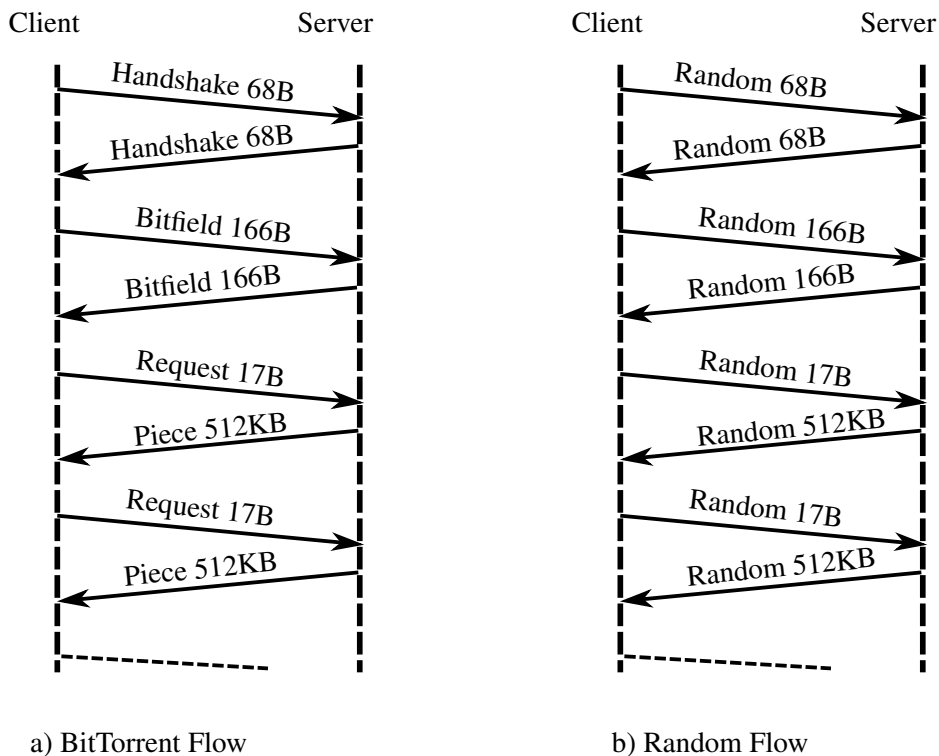 Client Server
Handshake 68B
Handshake 68B
Bitfield 166B
Bitfield 166B
Request 17B
Piece 512KB
Request 17B
Piece 512KB
a) BitTorrent Flow
Client Server
Random 68B
Random 68B
Random 166B
Random 166B
Random 17B
Random 512KB
Random 17B
Random 512KB
b) Random Flow